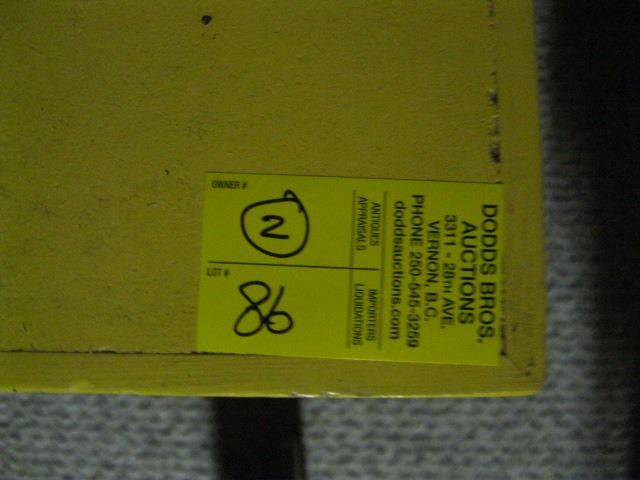 DODDS BROS.
AUCTIONS
3311 - 28TH AVE.
VERNON, B.C.
PHONE 250-545-3259
doddsauctions.com
ANTIQUES IMPORTERS
APPRAISALS LIQUIDATIONS
OWNER #
2
LOT #
86